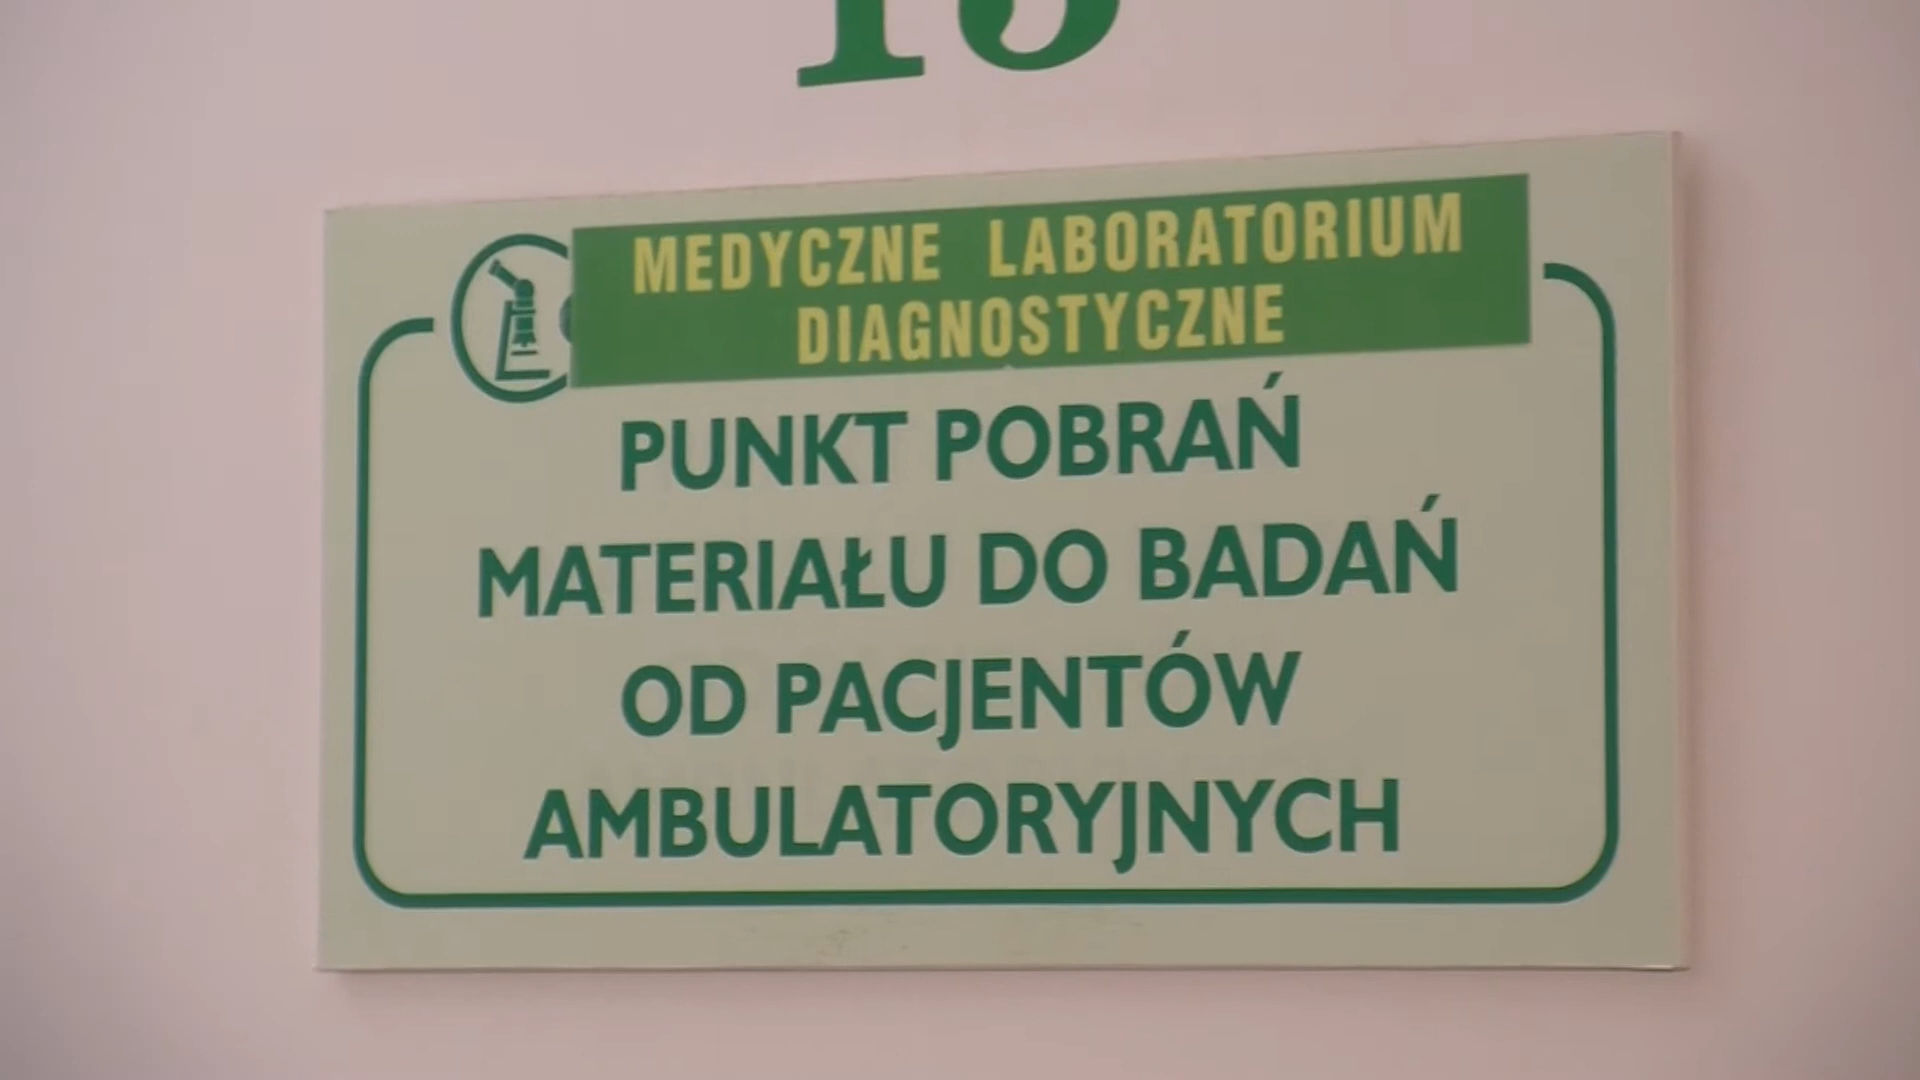 MEDYCZNE LABORATORIUM
DIAGNOSTYCZNE
PUNKT POBRAŃ
MATERIAŁU DO BADAŃ
OD PACJENTÓW
AMBULATORYJNYCH